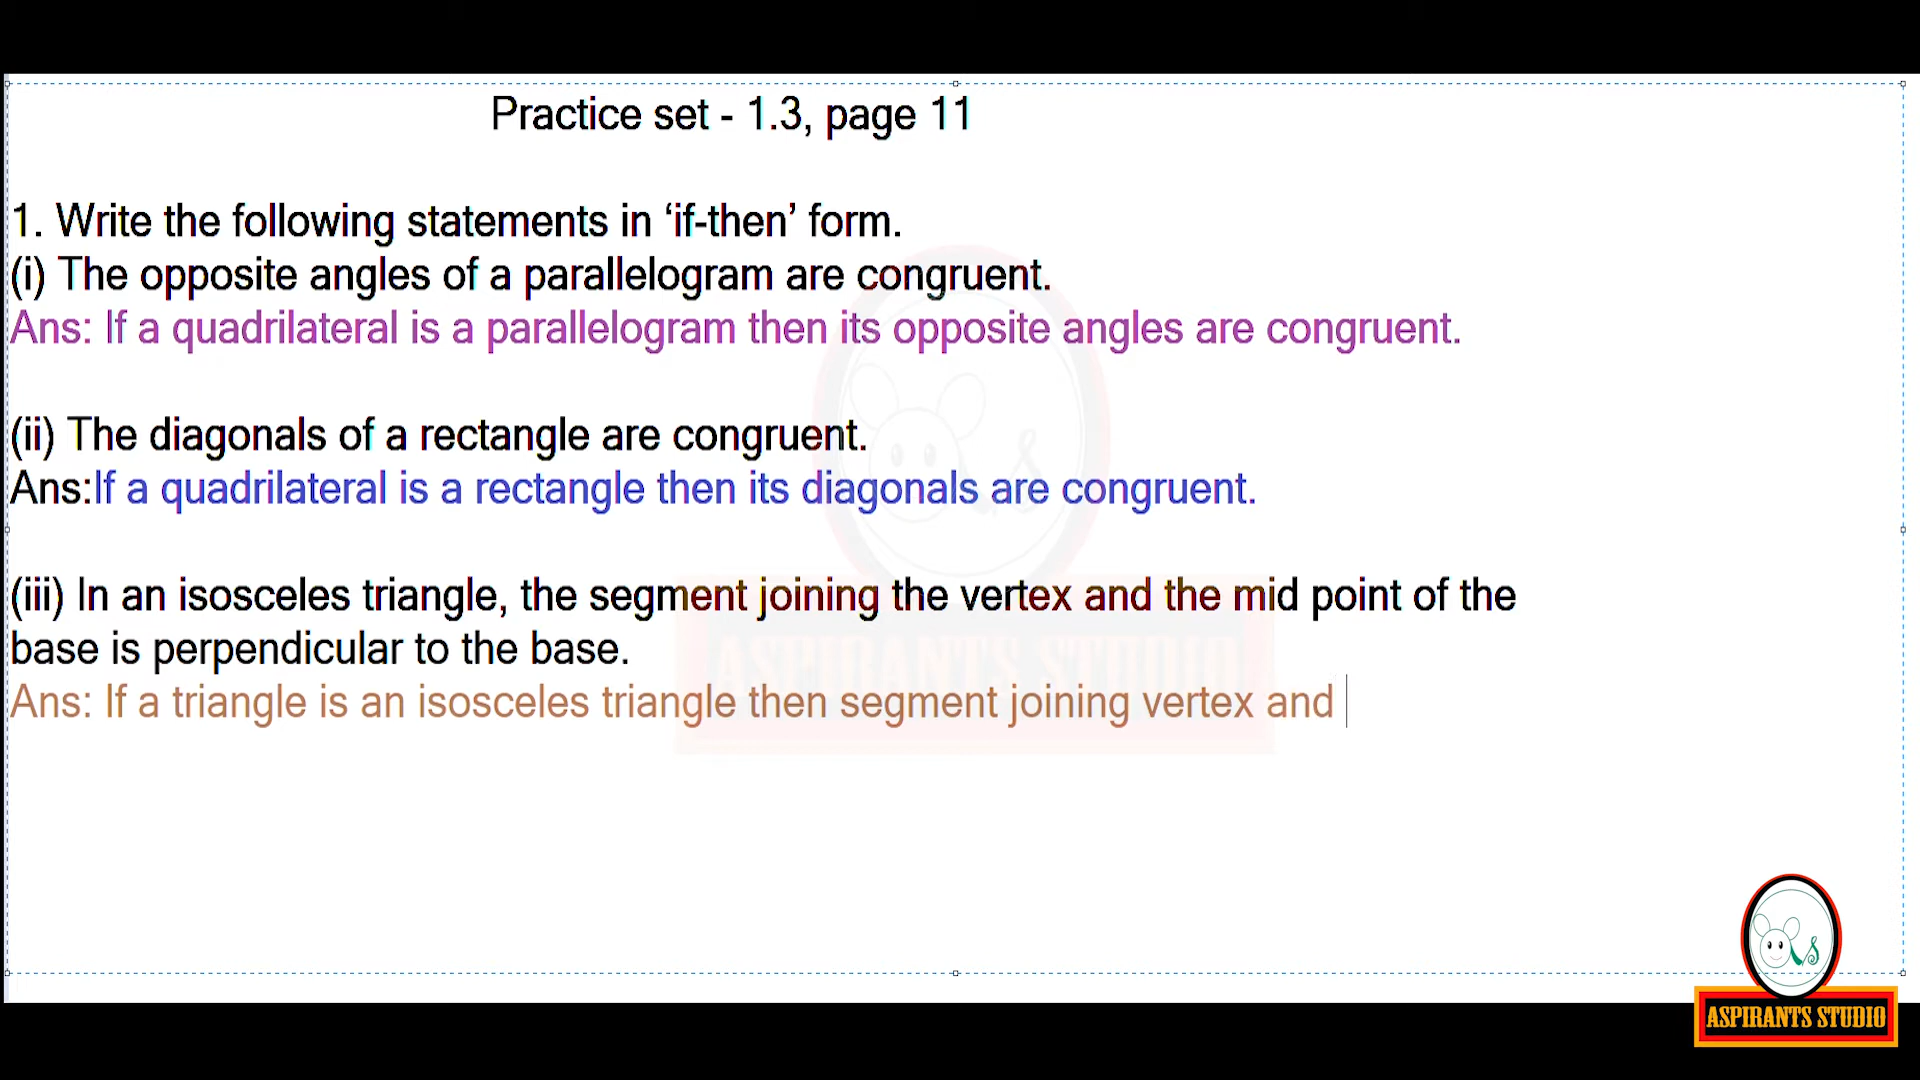 Practice set - 1.3, page 11
1. Write the following statements in ‘if-then’ form.
(i) The opposite angles of a parallelogram are congruent.
Ans: If a quadrilateral is a parallelogram then its opposite angles are congruent.
(ii) The diagonals of a rectangle are congruent.
Ans:If a quadrilateral is a rectangle then its diagonals are congruent.
(iii) In an isosceles triangle, the segment joining the vertex and the mid point of the
base is perpendicular to the base.
ASPIRANTS STUDIO
Ans: If a triangle is an isosceles triangle then segment joining vertex and
ASPIRANTS STUDIO